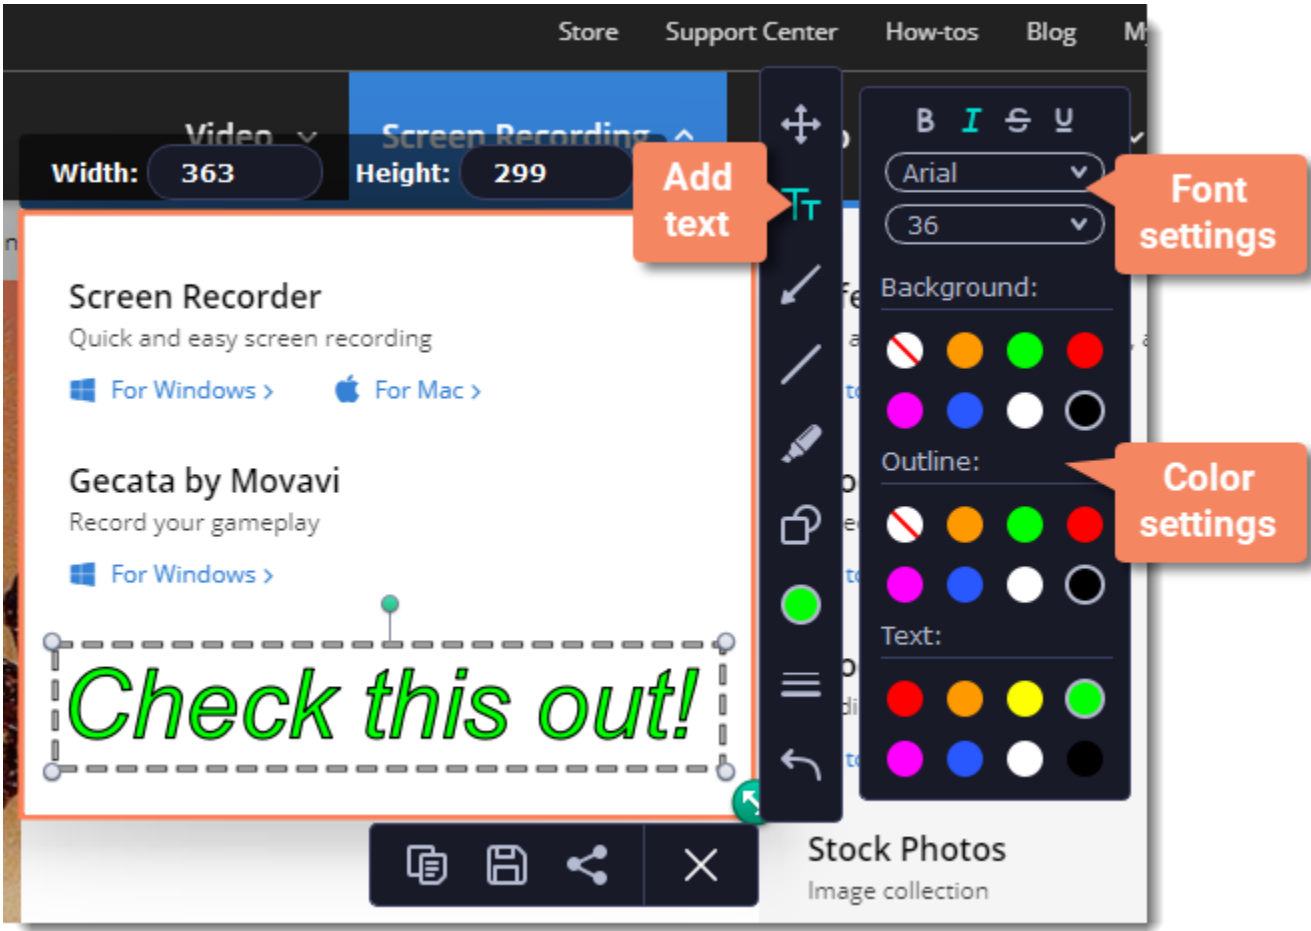 Store Support Center How-tos Blog
Video Screen Recording
Width: 363 Height: 299
Add
text
B I S U
Arial
36
Font
settings
Background:
Outline:
Color
settings
Text:
Screen Recorder
Quick and easy screen recording
For Windows > For Mac >
Gecata by Movavi
Record your gameplay
For Windows >
Check this out!
Stock Photos
Image collection